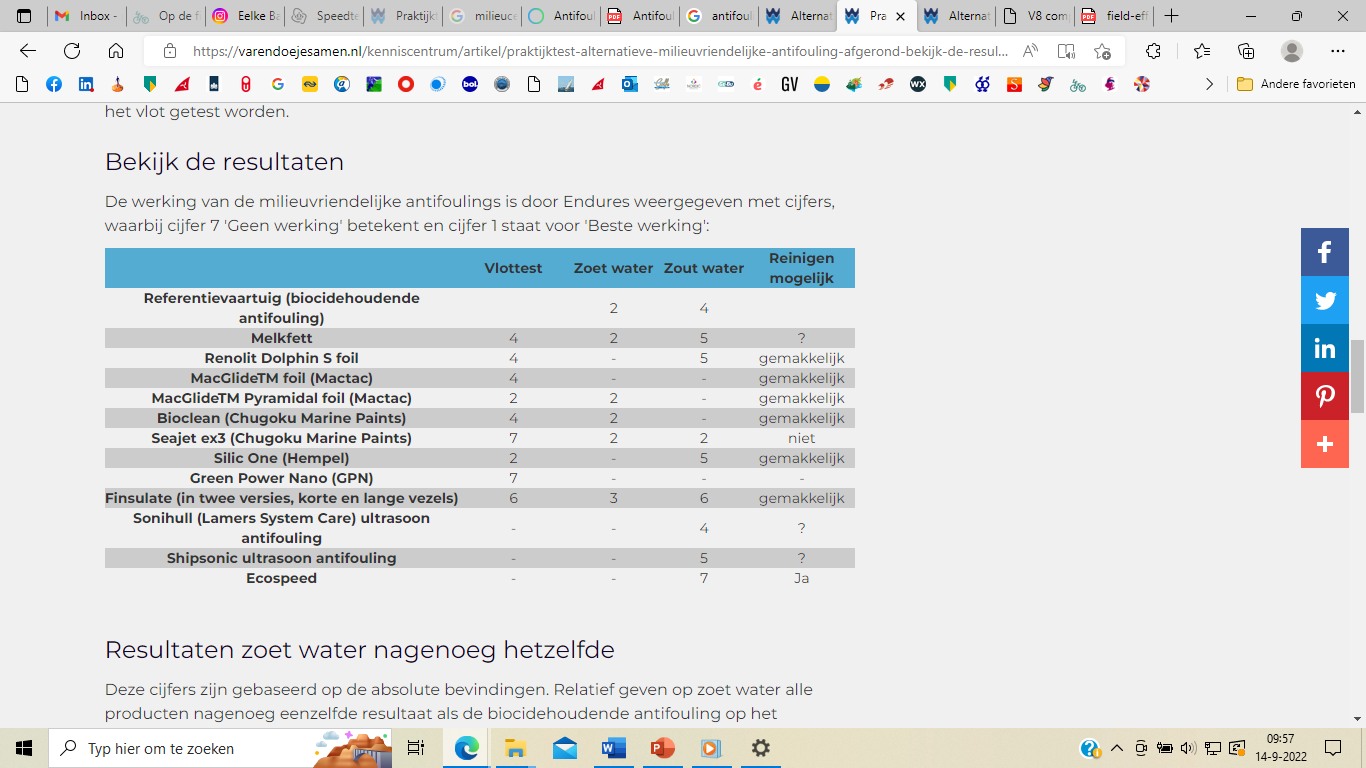 Inbox -
Op de f
Eelke Ba
Speedte
Praktijkt
milieuce
Antifoul
Antifoul
antifoul
Alternat
Pra
Alternat
V8 comp
field-eff
https://varendoejesamen.nl/kenniscentrum/artikel/praktijktest-alternatieve-milieuvriendelijke-antifouling-afgerond-bekijk-de-resul...
Andere favorieten
het vlot getest worden.
Bekijk de resultaten
De werking van de milieuvriendelijke antifoulings is door Endures weergegeven met cijfers,
waarbij cijfer 7 'Geen werking' betekent en cijfer 1 staat voor 'Beste werking':
Vlottest Zoet water Zout water Reinigen mogelijk
Referentievaartuig (biocidehoudende
antifouling) 2 4
Melkfett 4 2 5 ?
Renolit Dolphin S foil 4 - 5 gemakkelijk
MacGlideTM foil (Mactac) 4 - - gemakkelijk
MacGlideTM Pyramidal foil (Mactac) 2 2 - gemakkelijk
Bioclean (Chugoku Marine Paints) 4 2 - gemakkelijk
Seajet ex3 (Chugoku Marine Paints) 7 2 2 niet
Silic One (Hempel) 2 - 5 gemakkelijk
Green Power Nano (GPN) 7 - - -
Finsulate (in twee versies, korte en lange vezels) 6 3 6 gemakkelijk
Sonihull (Lamers System Care) ultrasoon
antifouling - - 4 ?
Shipsonic ultrasoon antifouling - - 5 ?
Ecospeed - - 7 Ja
Resultaten zoet water nagenoeg hetzelfde
Deze cijfers zijn gebaseerd op de absolute bevindingen. Relatief geven op zoet water alle
producten nagenoeg eenzelfde resultaat als de biocidehoudende antifouling op het
Typ hier om te zoeken
09:57
14-9-2022